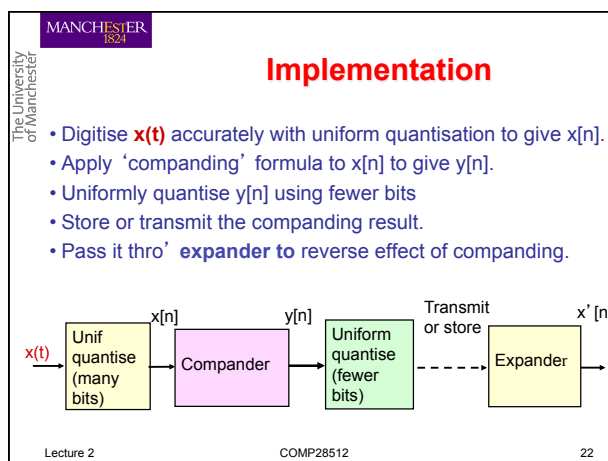 MANCHESTER
1824
The University
of Manchester
Implementation
• Digitise x(t) accurately with uniform quantisation to give x[n].
• Apply ‘companding’ formula to x[n] to give y[n].
• Uniformly quantise y[n] using fewer bits
• Store or transmit the companding result.
• Pass it thro’ expander to reverse effect of companding.
x(t)
Unif
quantise
(many
bits)
x[n]
Compander
y[n]
Uniform
quantise
(fewer
bits)
Transmit
or store
Expander
x’[n
Lecture 2
COMP28512
22